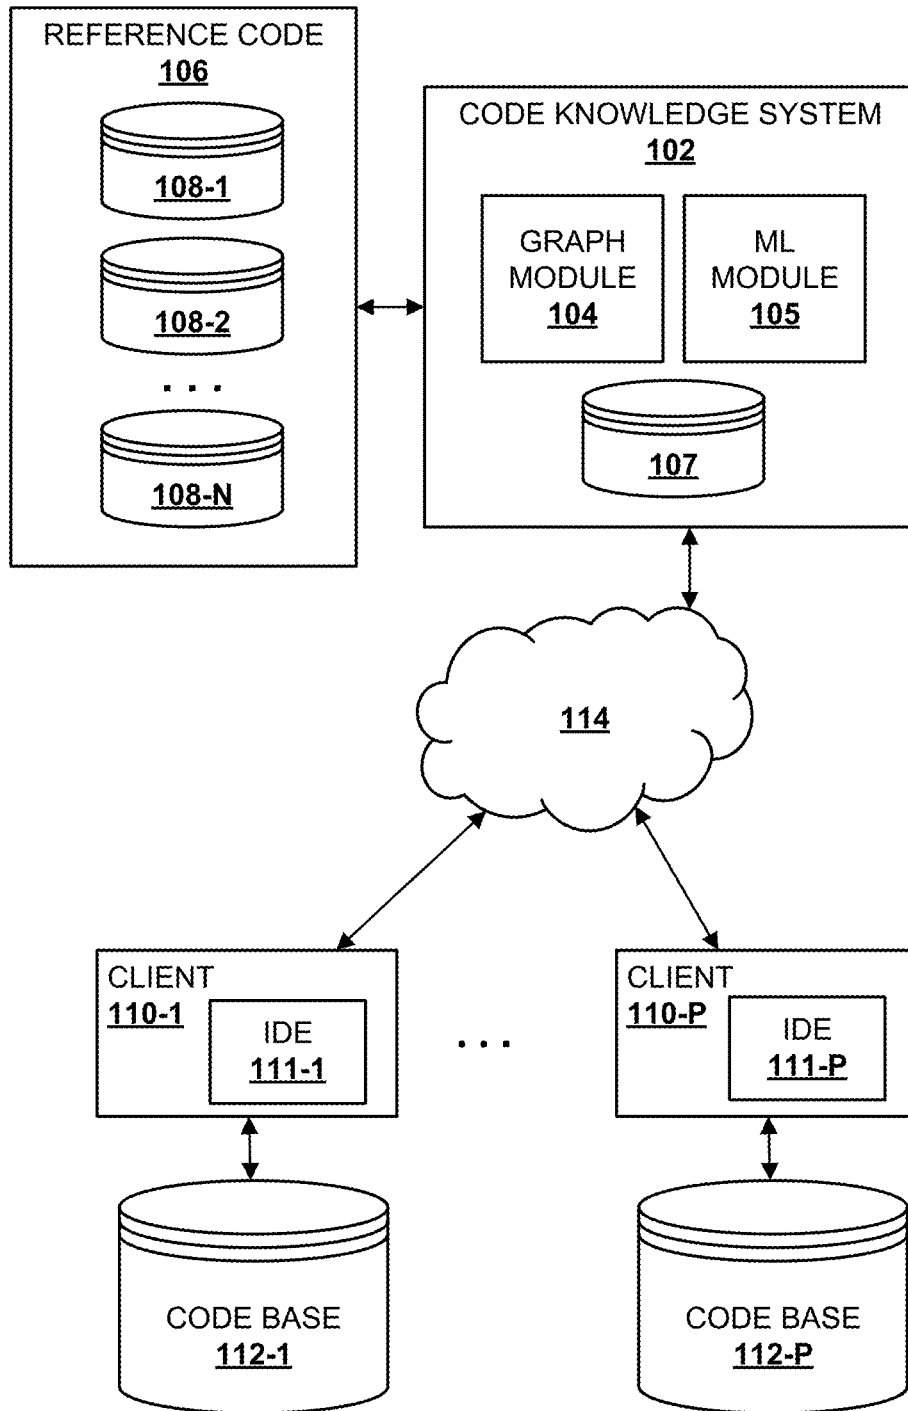 REFERENCE CODE
106
108-1
108-2
. . .
108-N
CODE KNOWLEDGE SYSTEM
102
GRAPH
MODULE
104
ML
MODULE
105
107
114
CLIENT
110-1
IDE
111-1
. . .
CLIENT
110-P
IDE
111-P
CODE BASE
112-1
CODE BASE
112-P